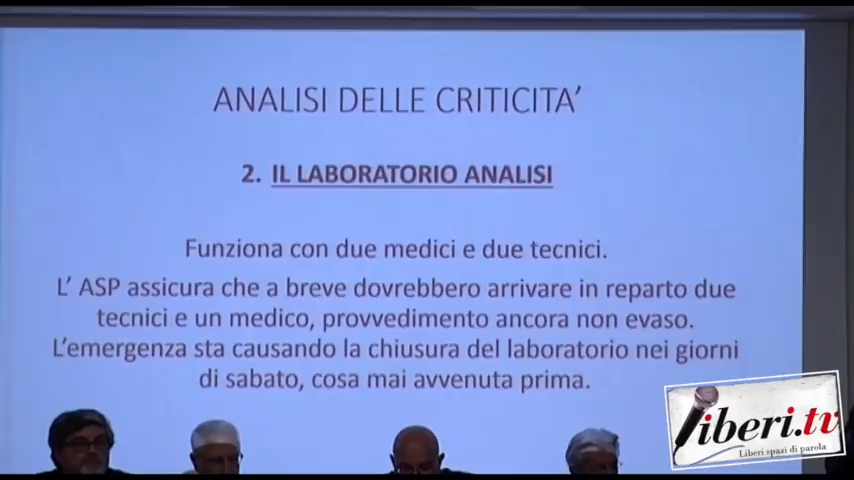 ANALISI DELLE CRITICITA'
2. IL LABORATORIO ANALISI
Funziona con due medici e due tecnici.
L' ASP assicura che a breve dovrebbero arrivare in reparto due
tecnici e un medico, provvedimento ancora non evaso.
L'emergenza sta causando la chiusura del laboratorio nei giorni
di sabato, cosa mai avvenuta prima.
liberi.tv
Liberi spazi di parola